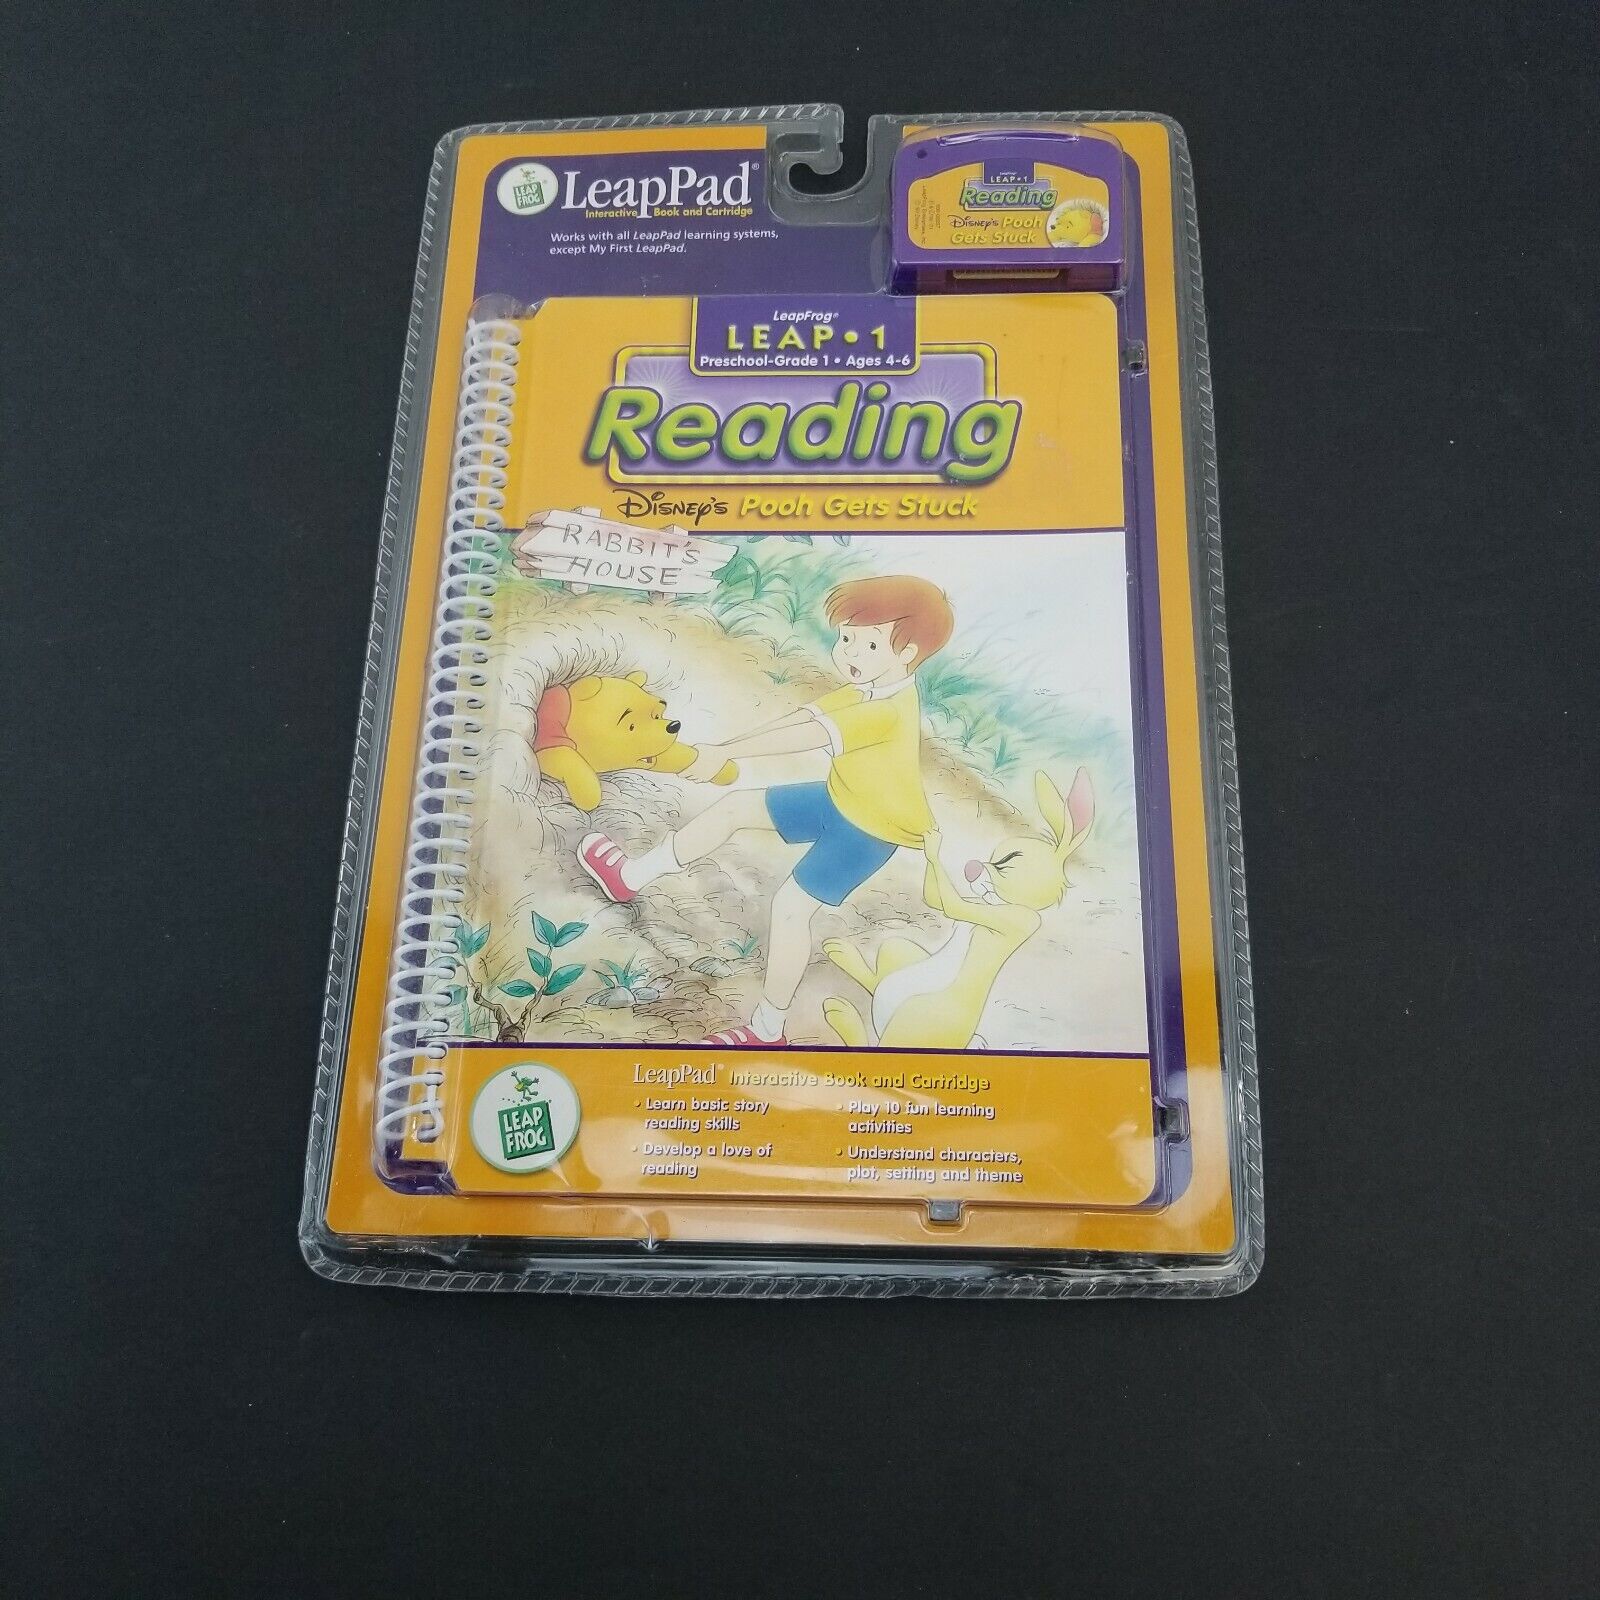 LEAP FROG
LeapPad®
Interactive Book and Cartridge
Works with all LeapPad learning systems,
except My First LeapPad.
LEAP • 1
Reading
Disney's Pooh
Gets Stuck
LeapFrog®
LEAP • 1
Preschool-Grade 1 • Ages 4-6
Reading
Disney's Pooh Gets Stuck
RABBIT'S
HOUSE
LEAP
FROG
LeapPad® Interactive Book and Cartridge
• Learn basic story
reading skills
• Develop a love of
reading
• Play 10 fun learning
activities
• Understand characters,
plot, setting and theme